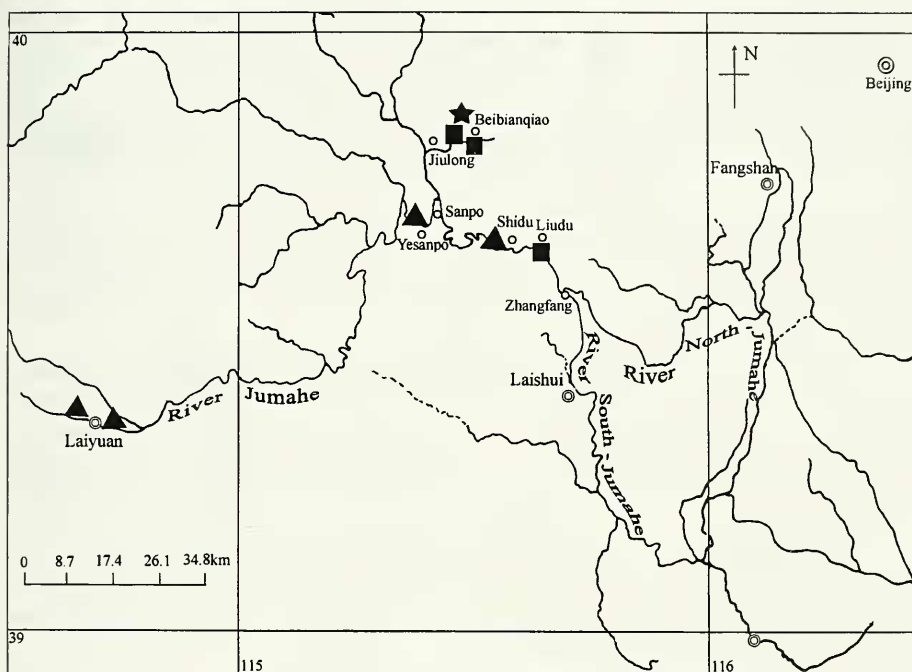 40
N
Beijing
Beibianqiao
Jiulong
Fangshan
Sanpo
Shidu Liudu
Yesanpo
Zhangfang
River North - Jumahe
River South - Jumahe
Laishui
River Jumahe
Laiyuan
0 8.7 17.4 26.1 34.8km
39
115
116